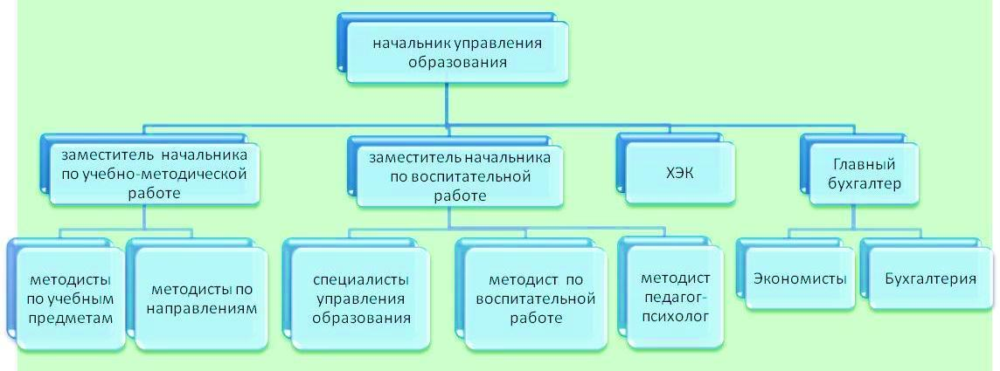 начальник управления
образования
заместитель начальника
по учебно-методической
работе
заместитель начальника
по воспитательной
работе
ХЭК
Главный
бухгалтер
методисты
по учебным
предметам
методисты по
направлениям
специалисты
управления
образования
методист по
воспитательной
работе
методист
педагог-
психолог
Экономисты
Бухгалтерия